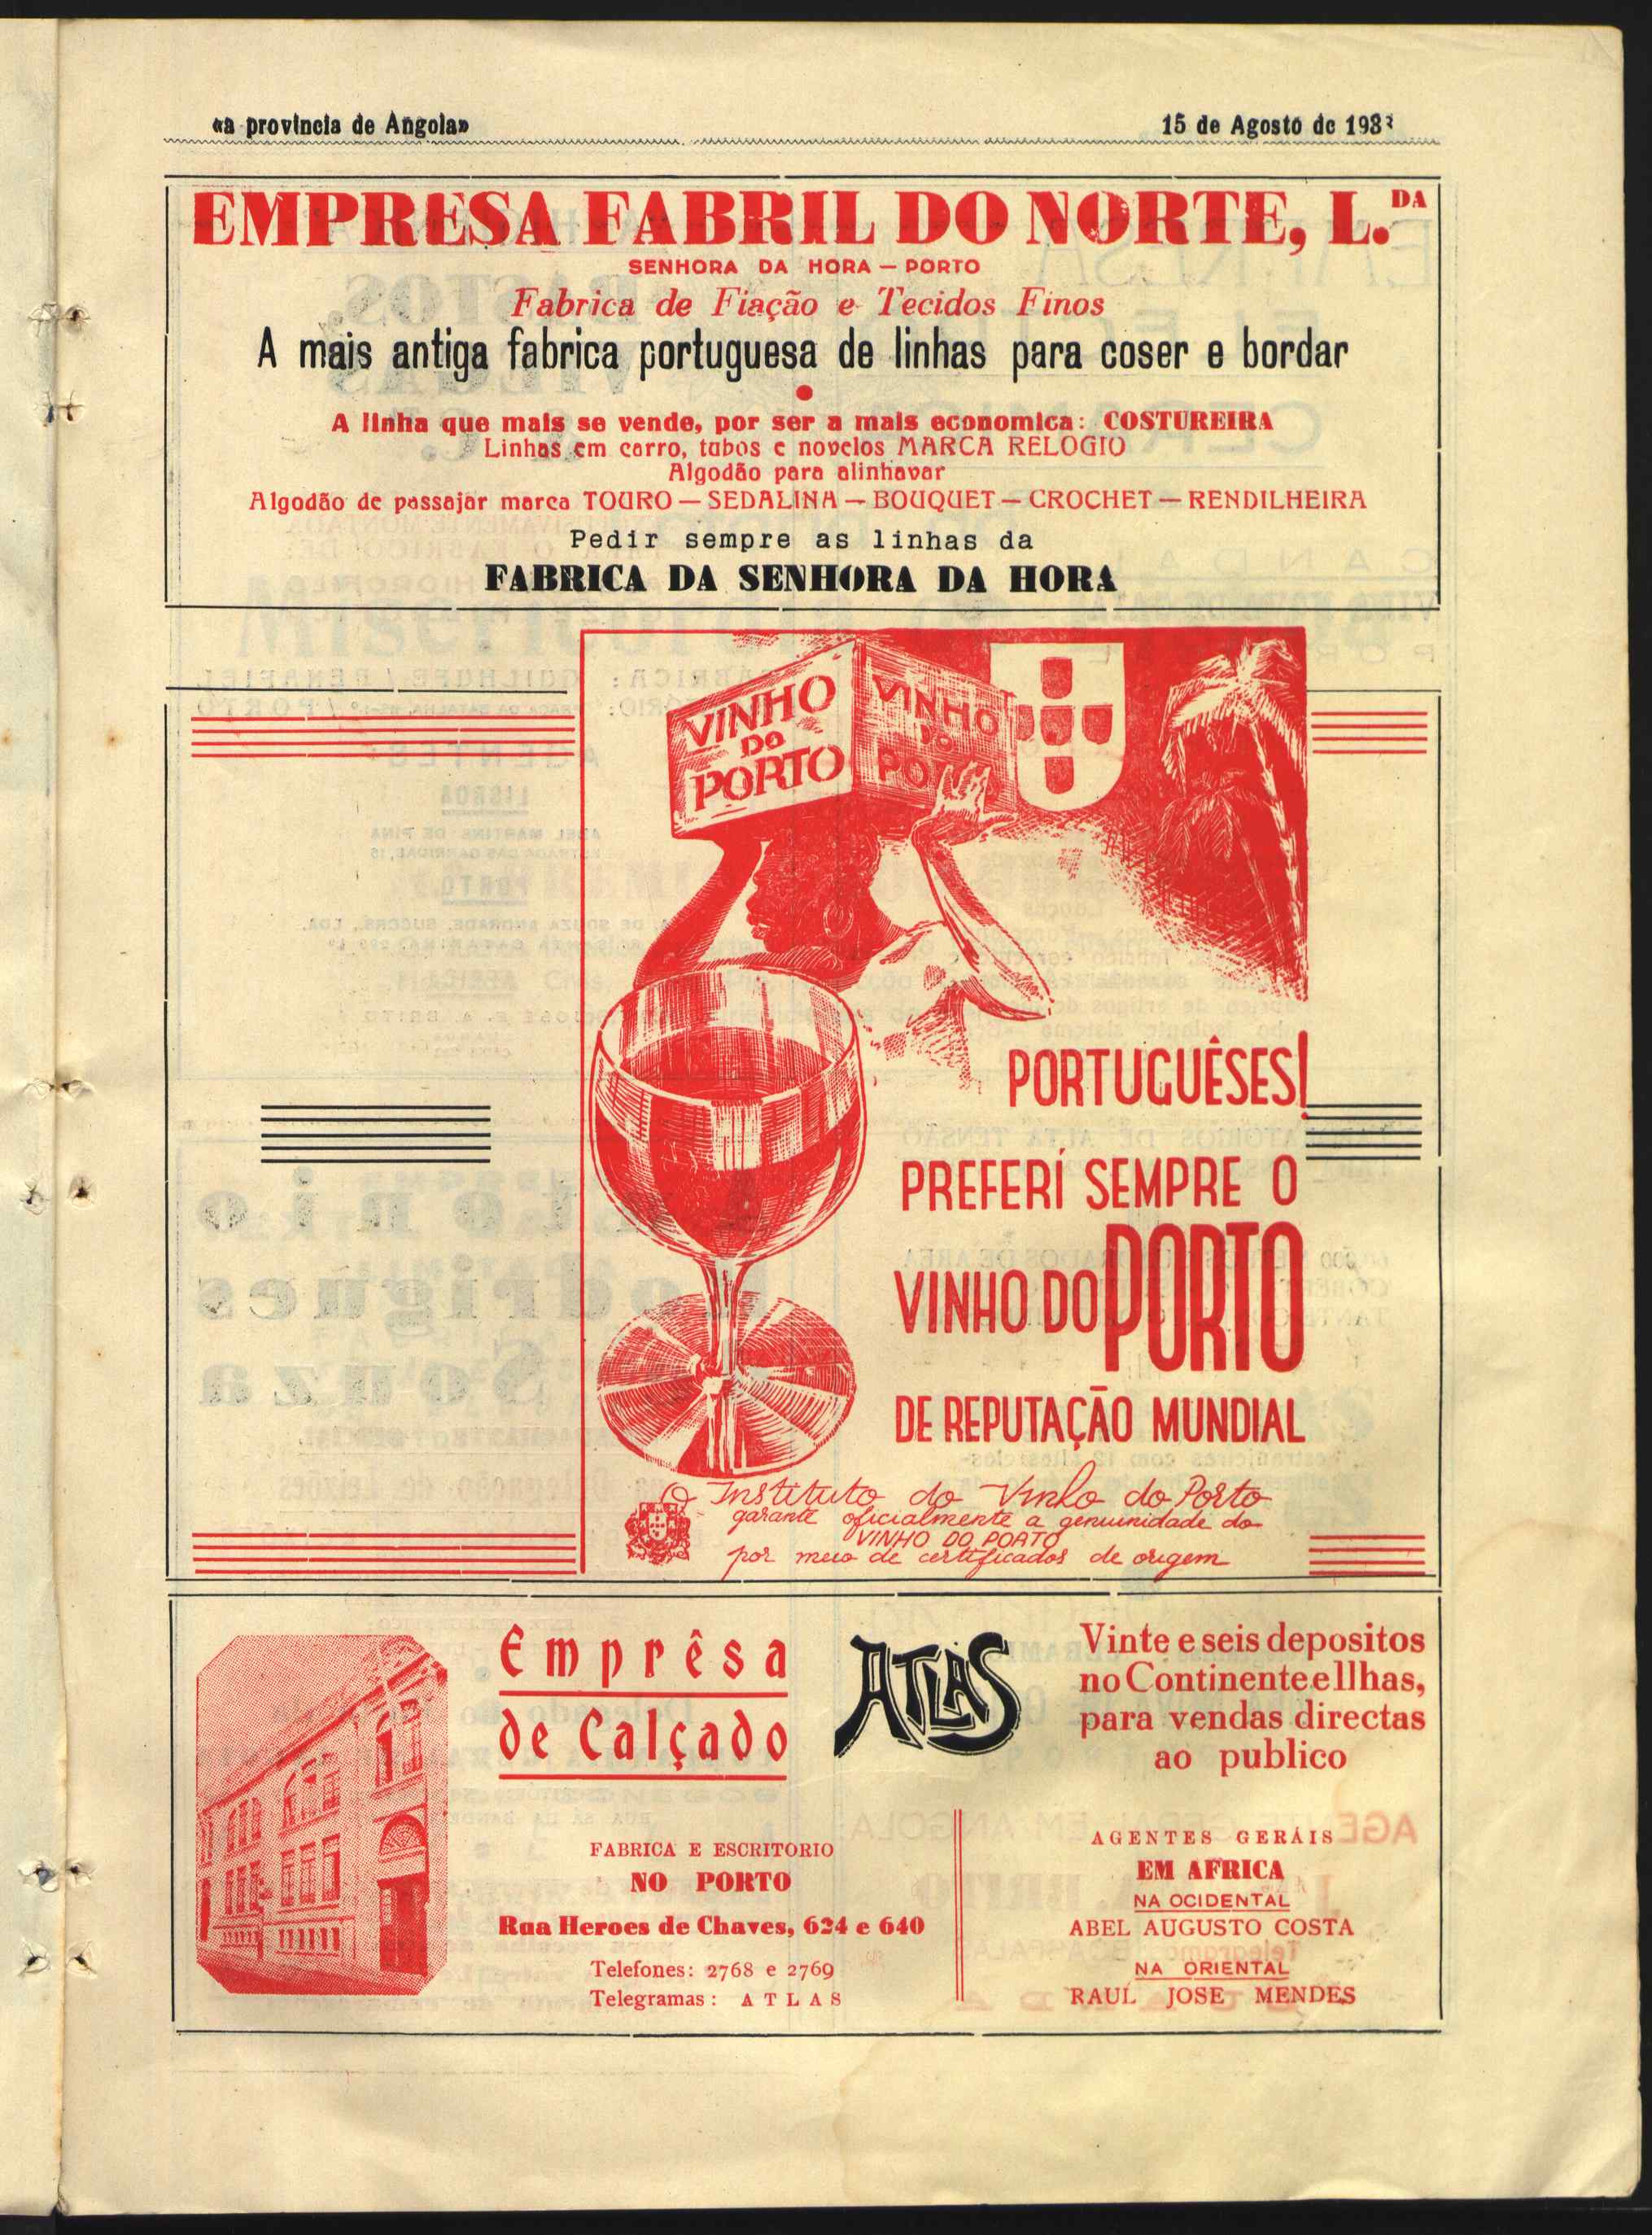 «a provincia de Angola»
15 de Agosto de 193
EMPRESA FABRIL DO NORTE, L.DA
SENHORA DA HORA — PORTO
Fabrica de Fiação e Tecidos Finos
A mais antiga fabrica portuguesa de linhas para coser e bordar
A linha que mais se vende, por ser a mais economica: COSTUREIRA
Linhas em carro, tubos e novelos MARCA RELOGIO
Algodão para alinhavar
Algodão de passajar marca TOURO — SEDALINA — BOUQUET — CROCHET — RENDILHEIRA
Pedir sempre as linhas da
FABRICA DA SENHORA DA HORA
VINHO
DO
PORTO
VINHO
DO
PORTO
PORTUGUÊSES!
PREFERÍ SEMPRE O
VINHO DO PORTO
DE REPUTAÇÃO MUNDIAL
O Instituto do Vinho do Porto
garante oficialmente a genuinidade do
VINHO DO PORTO
por meio de certificados de origem
Emprêsa
de Calçado
ATLAS
Vinte e seis depositos
no Continente e Ilhas,
para vendas directas
ao publico
FABRICA E ESCRITORIO
NO PORTO
Rua Heroes de Chaves, 624 e 640
Telefones: 2768 e 2769
Telegramas: ATLAS
AGENTES GERÁIS
EM AFRICA
NA OCIDENTAL
ABEL AUGUSTO COSTA
NA ORIENTAL
RAUL JOSE MENDES